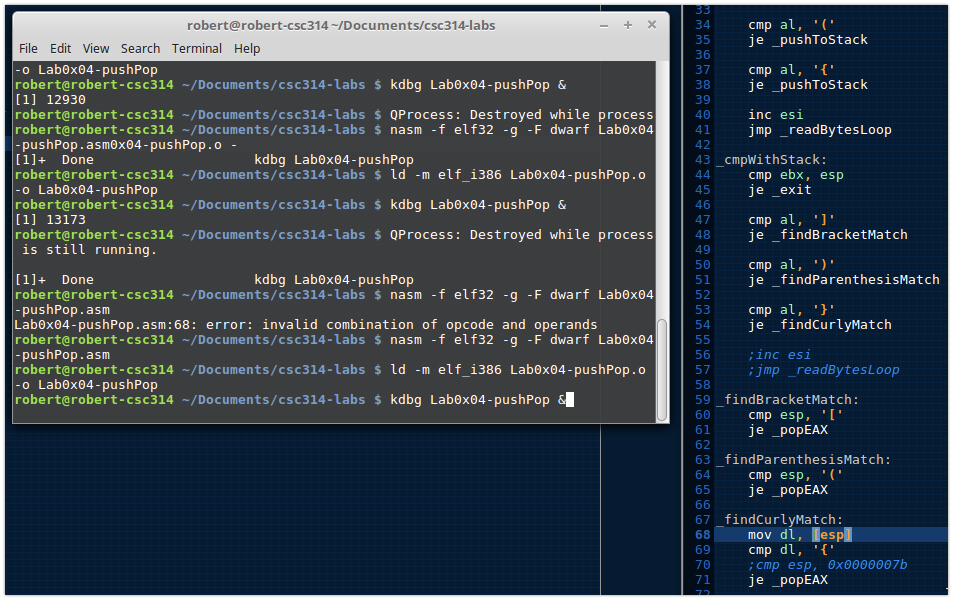 robert@robert-csc314 ~/Documents/csc314-labs
File Edit View Search Terminal Help
-o Lab0x04-pushPop
robert@robert-csc314 ~/Documents/csc314-labs $ kdbg Lab0x04-pushPop &
[1] 12930
robert@robert-csc314 ~/Documents/csc314-labs $ QProcess: Destroyed while process
robert@robert-csc314 ~/Documents/csc314-labs $ nasm -f elf32 -g -F dwarf Lab0x04
-pushPop.asm0x04-pushPop.o -
[1]+  Done                    kdbg Lab0x04-pushPop
robert@robert-csc314 ~/Documents/csc314-labs $ ld -m elf_i386 Lab0x04-pushPop.o
-o Lab0x04-pushPop
robert@robert-csc314 ~/Documents/csc314-labs $ kdbg Lab0x04-pushPop &
[1] 13173
robert@robert-csc314 ~/Documents/csc314-labs $ QProcess: Destroyed while process
 is still running.
[1]+  Done                    kdbg Lab0x04-pushPop
robert@robert-csc314 ~/Documents/csc314-labs $ nasm -f elf32 -g -F dwarf Lab0x04
-pushPop.asm
Lab0x04-pushPop.asm:68: error: invalid combination of opcode and operands
robert@robert-csc314 ~/Documents/csc314-labs $ nasm -f elf32 -g -F dwarf Lab0x04
-pushPop.asm
robert@robert-csc314 ~/Documents/csc314-labs $ ld -m elf_i386 Lab0x04-pushPop.o
-o Lab0x04-pushPop
robert@robert-csc314 ~/Documents/csc314-labs $ kdbg Lab0x04-pushPop &
33
34     cmp al, '('
35     je _pushToStack
36
37     cmp al, '{'
38     je _pushToStack
39
40     inc esi
41     jmp _readBytesLoop
42
43 _cmpWithStack:
44     cmp ebx, esp
45     je _exit
46
47     cmp al, ']'
48     je _findBracketMatch
49
50     cmp al, ')'
51     je _findParenthesisMatch
52
53     cmp al, '}'
54     je _findCurlyMatch
55
56     ;inc esi
57     ;jmp _readBytesLoop
58
59 _findBracketMatch:
60     cmp esp, '['
61     je _popEAX
62
63 _findParenthesisMatch:
64     cmp esp, '('
65     je _popEAX
66
67 _findCurlyMatch:
68     mov dl, [esp]
69     cmp dl, '{'
70     ;cmp esp, 0x0000007b
71     je _popEAX
72